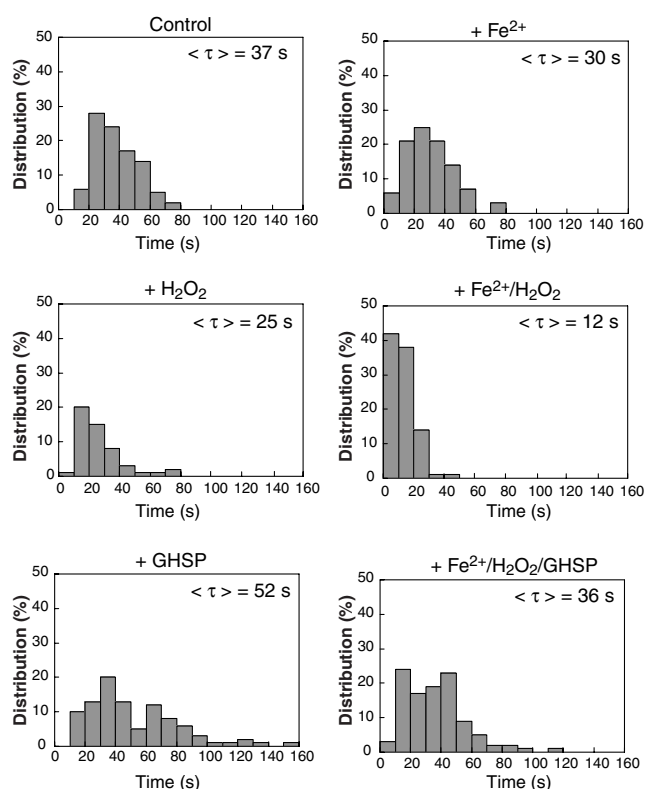 Control
< τ > = 37 s
Distribution (%)
50
40
30
20
10
0
0 20 40 60 80 100 120 140 160
Time (s)
+ Fe²⁺
< τ > = 30 s
Distribution (%)
50
40
30
20
10
0
0 20 40 60 80 100 120 140 160
Time (s)
+ H₂O₂
< τ > = 25 s
Distribution (%)
50
40
30
20
10
0
0 20 40 60 80 100 120 140 160
Time (s)
+ Fe²⁺/H₂O₂
< τ > = 12 s
Distribution (%)
50
40
30
20
10
0
0 20 40 60 80 100 120 140 160
Time (s)
+ GHSP
< τ > = 52 s
Distribution (%)
50
40
30
20
10
0
0 20 40 60 80 100 120 140 160
Time (s)
+ Fe²⁺/H₂O₂/GHSP
< τ > = 36 s
Distribution (%)
50
40
30
20
10
0
0 20 40 60 80 100 120 140 160
Time (s)